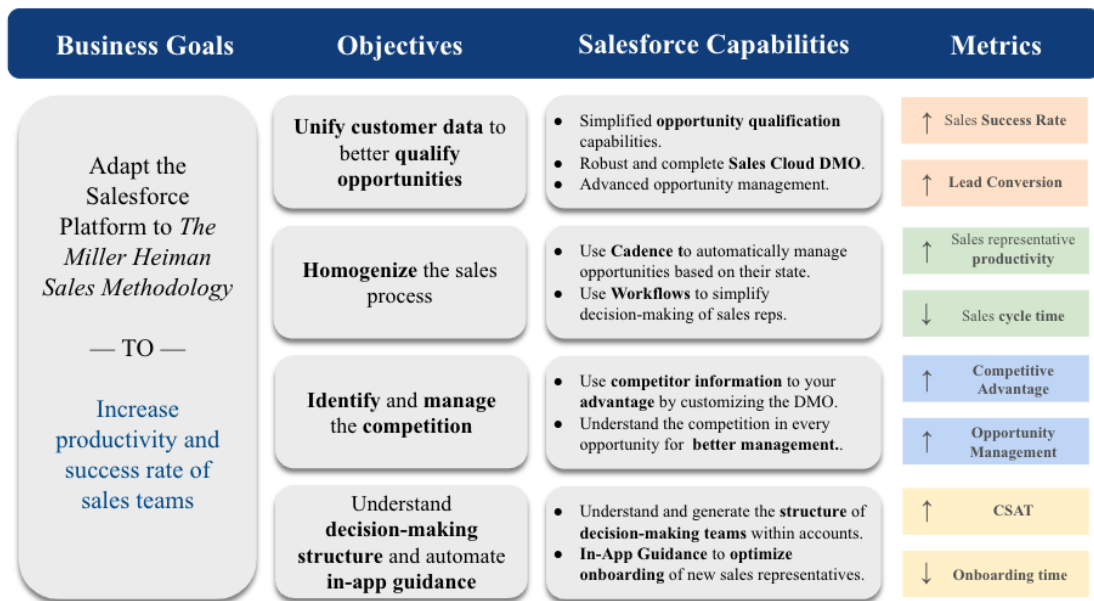 Business Goals
Objectives
Salesforce Capabilities
Metrics
Adapt the
Salesforce
Platform to The
Miller Heiman
Sales Methodology
— TO —
Increase
productivity and
success rate of
sales teams
Unify customer data to
better qualify
opportunities
● Simplified opportunity qualification
capabilities.
● Robust and complete Sales Cloud DMO.
● Advanced opportunity management.
↑ Sales Success Rate
↑ Lead Conversion
Homogenize the sales
process
● Use Cadence to automatically manage
opportunities based on their state.
● Use Workflows to simplify
decision-making of sales reps.
↑ Sales representative
productivity
↓ Sales cycle time
Identify and manage
the competition
● Use competitor information to your
advantage by customizing the DMO.
● Understand the competition in every
opportunity for better management..
↑ Competitive
Advantage
↑ Opportunity
Management
Understand
decision-making
structure and automate
in-app guidance
● Understand and generate the structure of
decision-making teams within accounts.
● In-App Guidance to optimize
onboarding of new sales representatives.
↑ CSAT
↓ Onboarding time